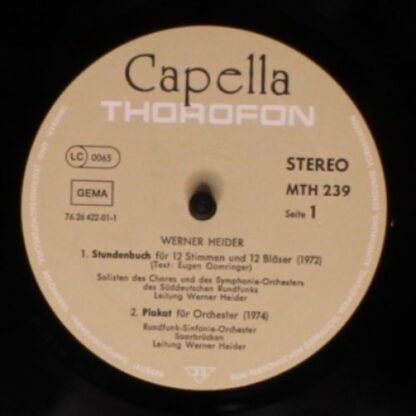 Capella
THOROFON
LC 0065
GEMA
76.26 422-01-1
STEREO
MTH 239
Seite 1
WERNER HEIDER
1. Stundenbuch für 12 Stimmen und 12 Bläser (1972)
(Text: Eugen Gomringer)
Solisten des Chores und des Symphonie-Orchesters
des Süddeutschen Rundfunks
Leitung Werner Heider
2. Plakat für Orchester (1974)
Rundfunk-Sinfonie-Orchester
Saarbrücken
Leitung Werner Heider
33